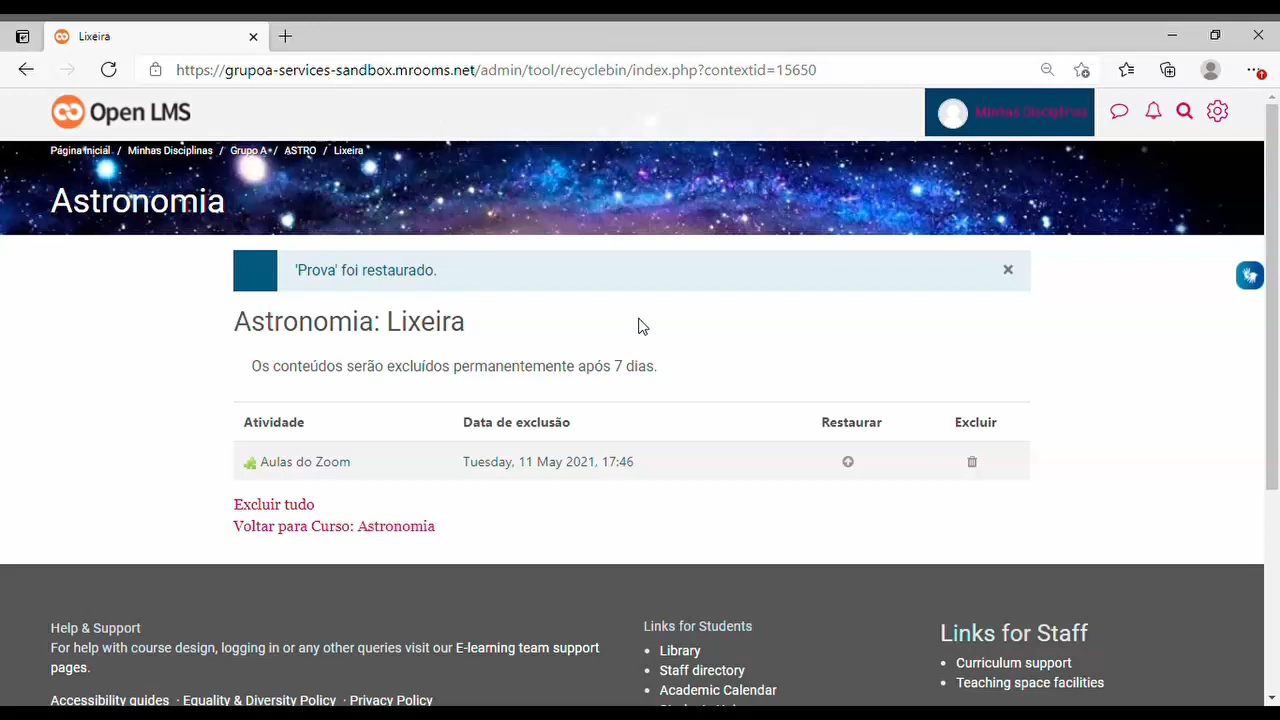 Lixeira
https://grupoa-services-sandbox.mrooms.net/admin/tool/recyclebin/index.php?contextid=15650
Open LMS
Minhas Disciplinas
Página inicial / Minhas Disciplinas / Grupo A / ASTRO / Lixeira
Astronomia
'Prova' foi restaurado.
Astronomia: Lixeira
Os conteúdos serão excluídos permanentemente após 7 dias.
Atividade Data de exclusão Restaurar Excluir
Aulas do Zoom Tuesday, 11 May 2021, 17:46
Excluir tudo
Voltar para Curso: Astronomia
Help & Support
For help with course design, logging in or any other queries visit our E-learning team support
pages.
Accessibility guides · Equality & Diversity Policy · Privacy Policy
Links for Students
Library
Staff directory
Academic Calendar
Links for Staff
Curriculum support
Teaching space facilities